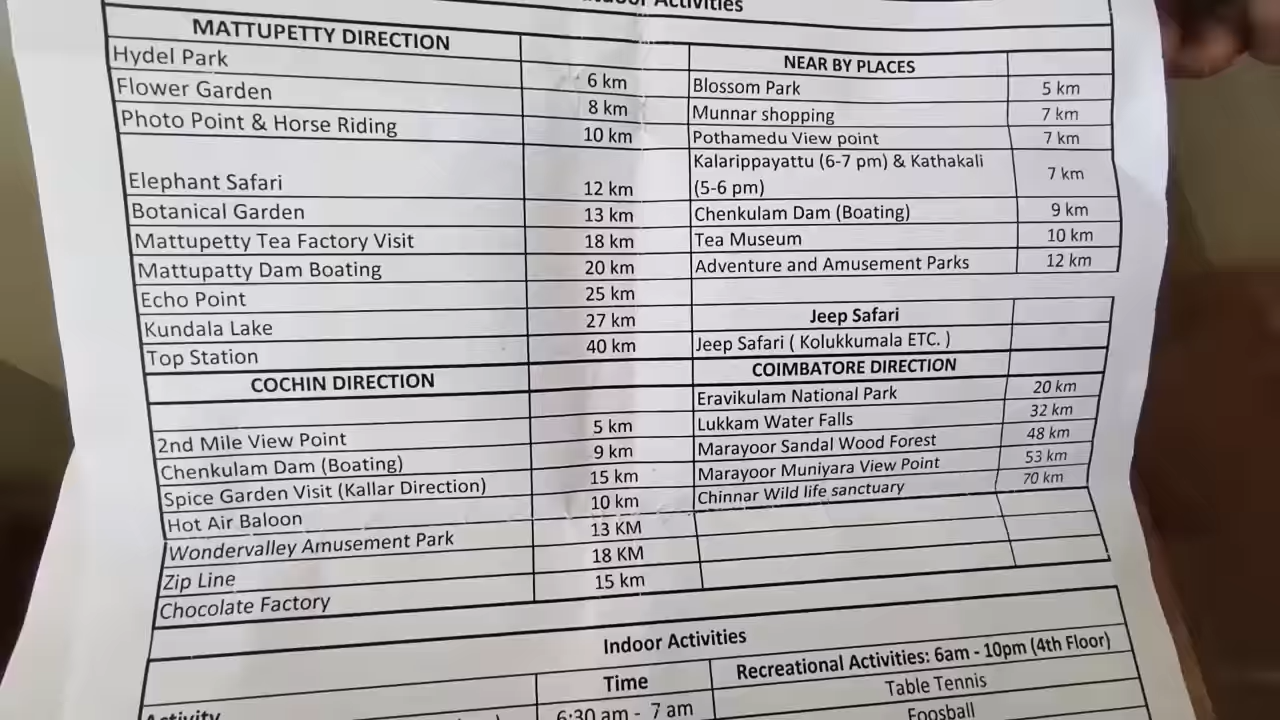 Activities
MATTUPETTY DIRECTION
Hydel Park 6 km
Flower Garden 8 km
Photo Point & Horse Riding 10 km
Elephant Safari 12 km
Botanical Garden 13 km
Mattupetty Tea Factory Visit 18 km
Mattupatty Dam Boating 20 km
Echo Point 25 km
Kundala Lake 27 km
Top Station 40 km
COCHIN DIRECTION
2nd Mile View Point 5 km
Chenkulam Dam (Boating) 9 km
Spice Garden Visit (Kallar Direction) 15 km
Hot Air Baloon 10 km
Wondervalley Amusement Park 13 KM
Zip Line 18 KM
Chocolate Factory 15 km
NEAR BY PLACES
Blossom Park 5 km
Munnar shopping 7 km
Pothamedu View point 7 km
Kalarippayattu (6-7 pm) & Kathakali
(5-6 pm) 7 km
Chenkulam Dam (Boating) 9 km
Tea Museum 10 km
Adventure and Amusement Parks 12 km
Jeep Safari
Jeep Safari ( Kolukkumala ETC. )
COIMBATORE DIRECTION
Eravikulam National Park 20 km
Lukkam Water Falls 32 km
Marayoor Sandal Wood Forest 48 km
Marayoor Muniyara View Point 53 km
Chinnar Wild life sanctuary 70 km
Indoor Activities
Activity Time Recreational Activities: 6am - 10pm (4th Floor)
6:30 am - 7 am Table Tennis
Foosball